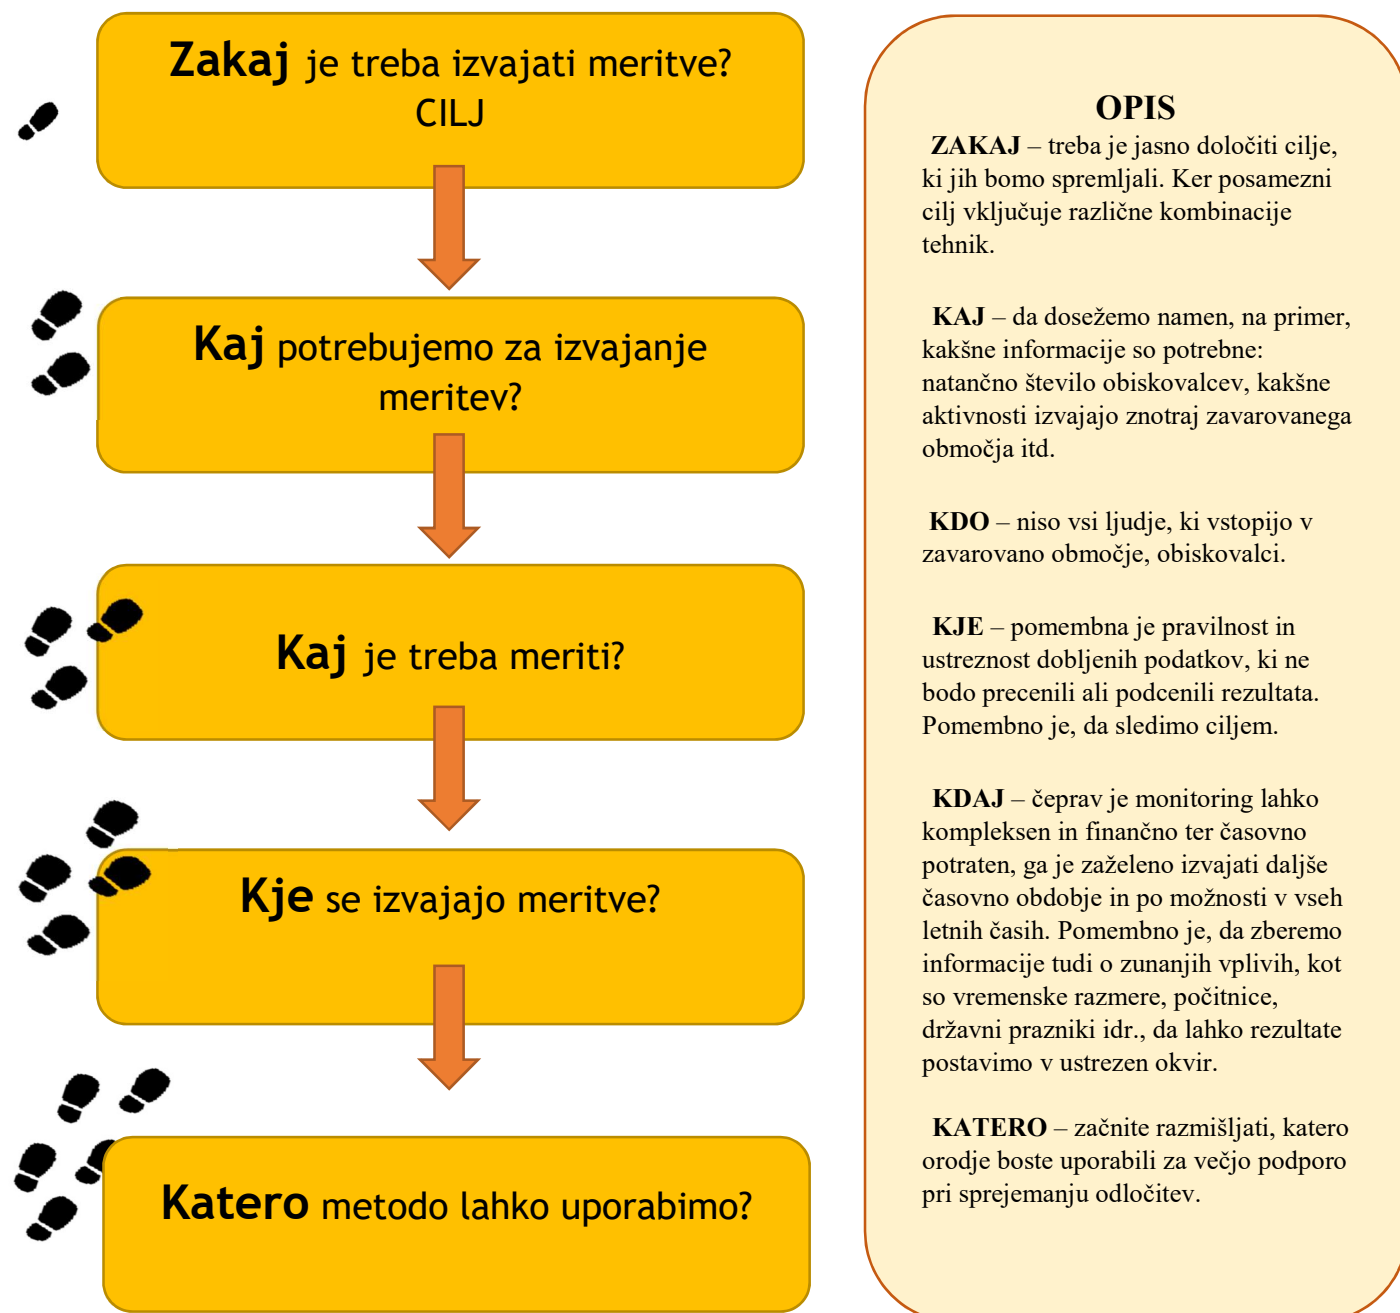 Zakaj je treba izvajati meritve?
CILJ
Kaj potrebujemo za izvajanje
meritev?
Kaj je treba meriti?
Kje se izvajajo meritve?
Katero metodo lahko uporabimo?
OPIS
ZAKAJ – treba je jasno določiti cilje,
ki jih bomo spremljali. Ker posamezni
cilj vključuje različne kombinacije
tehnik.
KAJ – da dosežemo namen, na primer,
kakšne informacije so potrebne:
natančno število obiskovalcev, kakšne
aktivnosti izvajajo znotraj zavarovanega
območja itd.
KDO – niso vsi ljudje, ki vstopijo v
zavarovano območje, obiskovalci.
KJE – pomembna je pravilnost in
ustreznost dobljenih podatkov, ki ne
bodo precenili ali podcenili rezultata.
Pomembno je, da sledimo ciljem.
KDAJ – čeprav je monitoring lahko
kompleksen in finančno ter časovno
potraten, ga je zaželeno izvajati daljše
časovno obdobje in po možnosti v vseh
letnih časih. Pomembno je, da zberemo
informacije tudi o zunanjih vplivih, kot
so vremenske razmere, počitnice,
državni prazniki idr., da lahko rezultate
postavimo v ustrezen okvir.
KATERO – začnite razmišljati, katero
orodje boste uporabili za večjo podporo
pri sprejemanju odločitev.